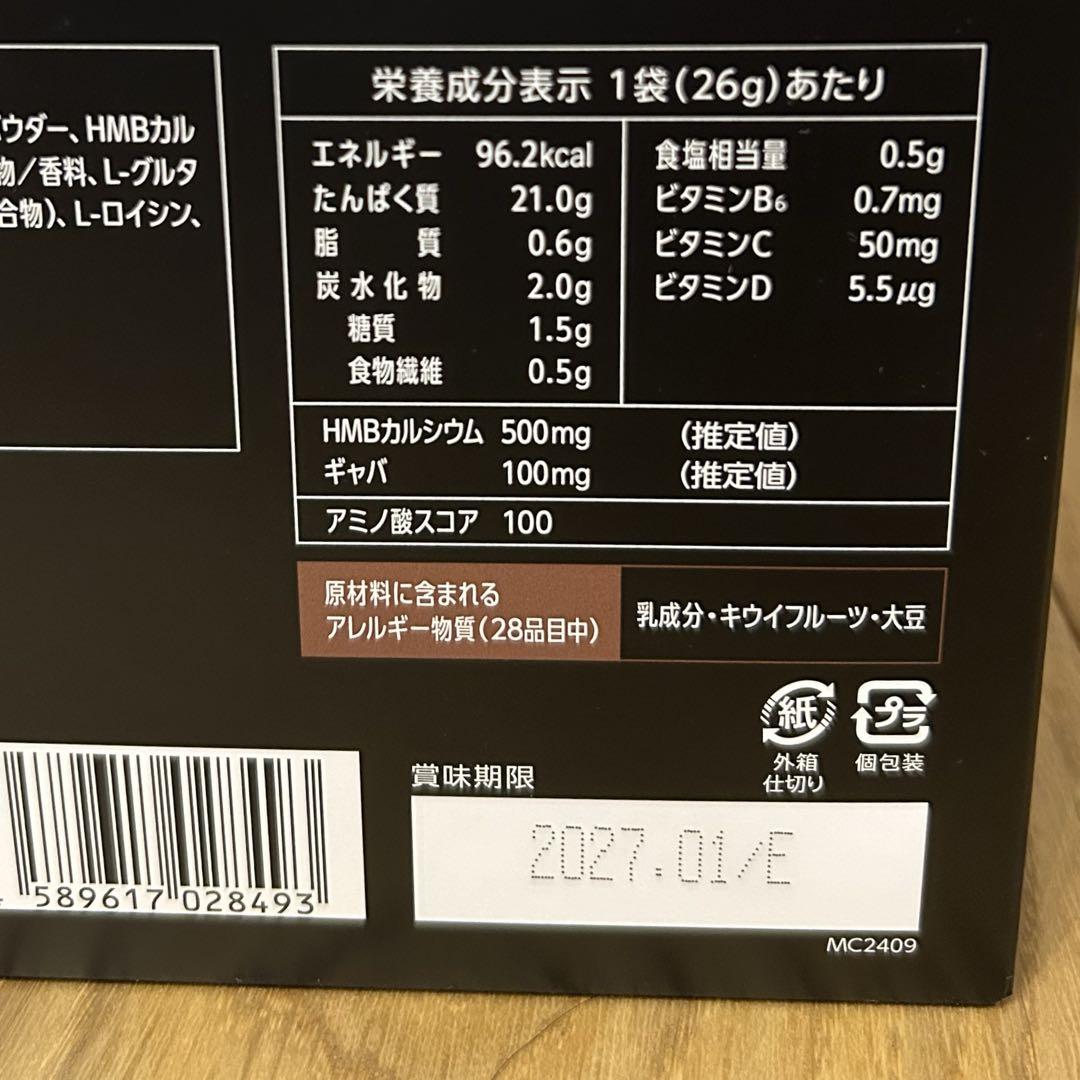 ウダー、HMBカル
物/香料、L-グルタ
合物)、L-ロイシン、
栄養成分表示 1袋(26g)あたり
エネルギー 96.2kcal
たんぱく質 21.0g
脂質 0.6g
炭水化物 2.0g
糖質 1.5g
食物繊維 0.5g
食塩相当量 0.5g
ビタミンB6 0.7mg
ビタミンC 50mg
ビタミンD 5.5μg
HMBカルシウム 500mg (推定値)
ギャバ 100mg (推定値)
アミノ酸スコア 100
原材料に含まれる
アレルギー物質(28品目中)
乳成分・キウイフルーツ・大豆
紙
外箱
仕切り
プラ
個包装
賞味期限
2027.01/E
589617 028493
MC2409